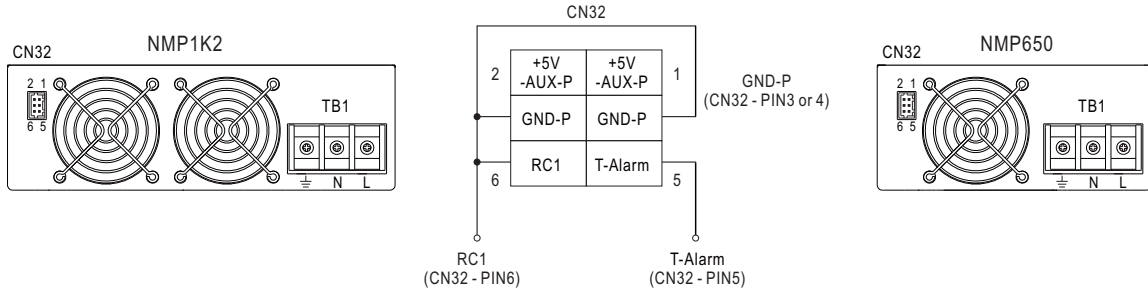 CN32
NMP1K2
CN32
2 1
6 5
TB1
N L
CN32
2
+5V
-AUX-P
+5V
-AUX-P
1
GND-P
(CN32 - PIN3 or 4)
GND-P
GND-P
6
RC1
T-Alarm
5
RC1
(CN32 - PIN6)
T-Alarm
(CN32 - PIN5)
NMP650
CN32
2 1
6 5
TB1
N L